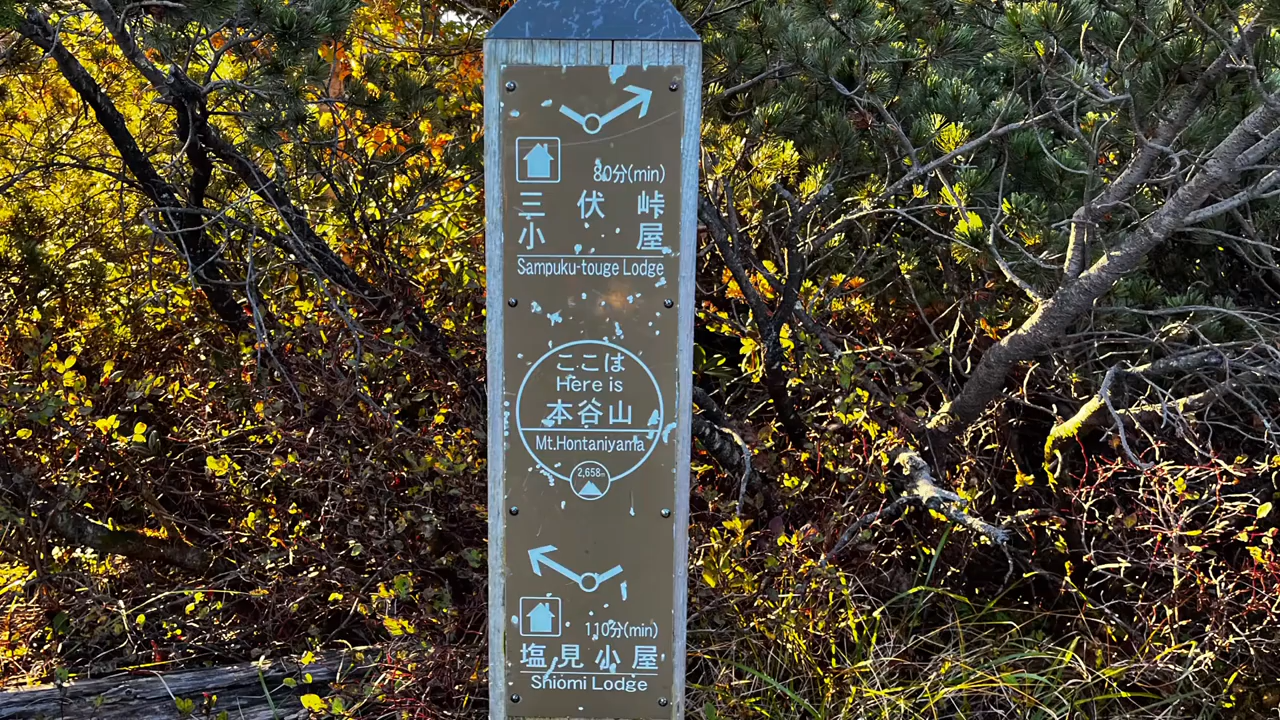 80分(min)
三伏峠
小屋
Sampuku-touge Lodge
ここは
Here is
本谷山
Mt.Hontaniyama
2,658m
110分(min)
塩見小屋
Shiomi Lodge